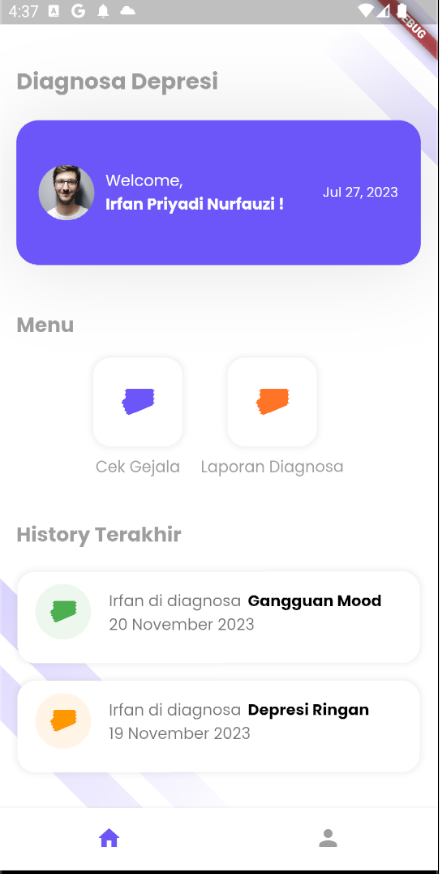 4:37
DEBUG
Diagnosa Depresi
Welcome,
Irfan Priyadi Nurfauzi !
Jul 27, 2023
Menu
Cek Gejala
Laporan Diagnosa
History Terakhir
Irfan di diagnosa Gangguan Mood
20 November 2023
Irfan di diagnosa Depresi Ringan
19 November 2023